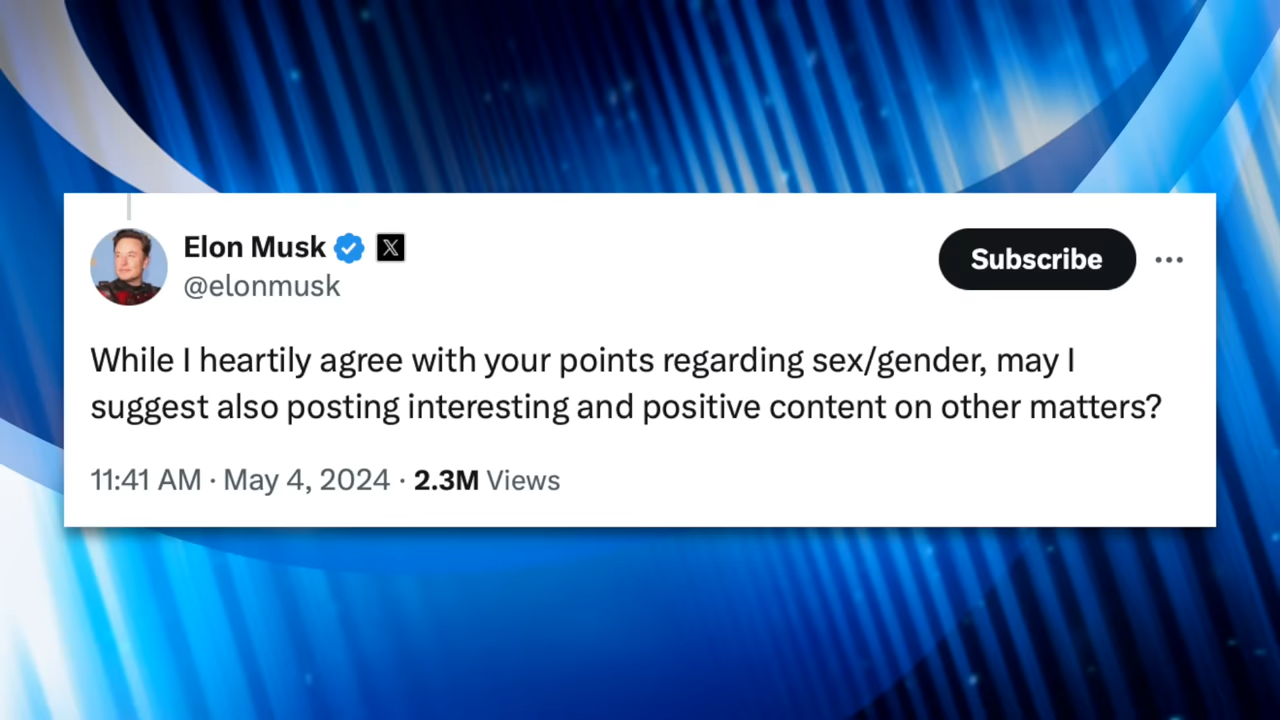 Elon Musk
@elonmusk
Subscribe
While I heartily agree with your points regarding sex/gender, may I
suggest also posting interesting and positive content on other matters?
11:41 AM · May 4, 2024 · 2.3M Views